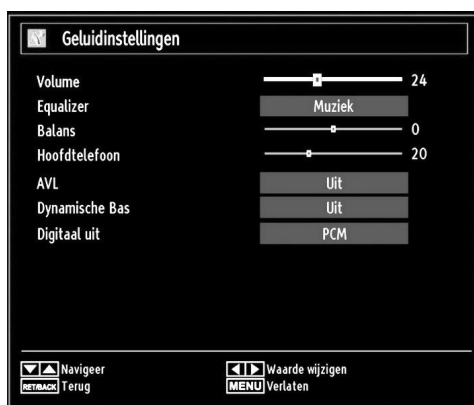 Geluidinstellingen
Volume 24
Equalizer Muziek
Balans 0
Hoofdtelefoon 20
AVL Uit
Dynamische Bas Uit
Digitaal uit PCM
Navigeer Waarde wijzigen
RET/BACK Terug MENU Verlaten